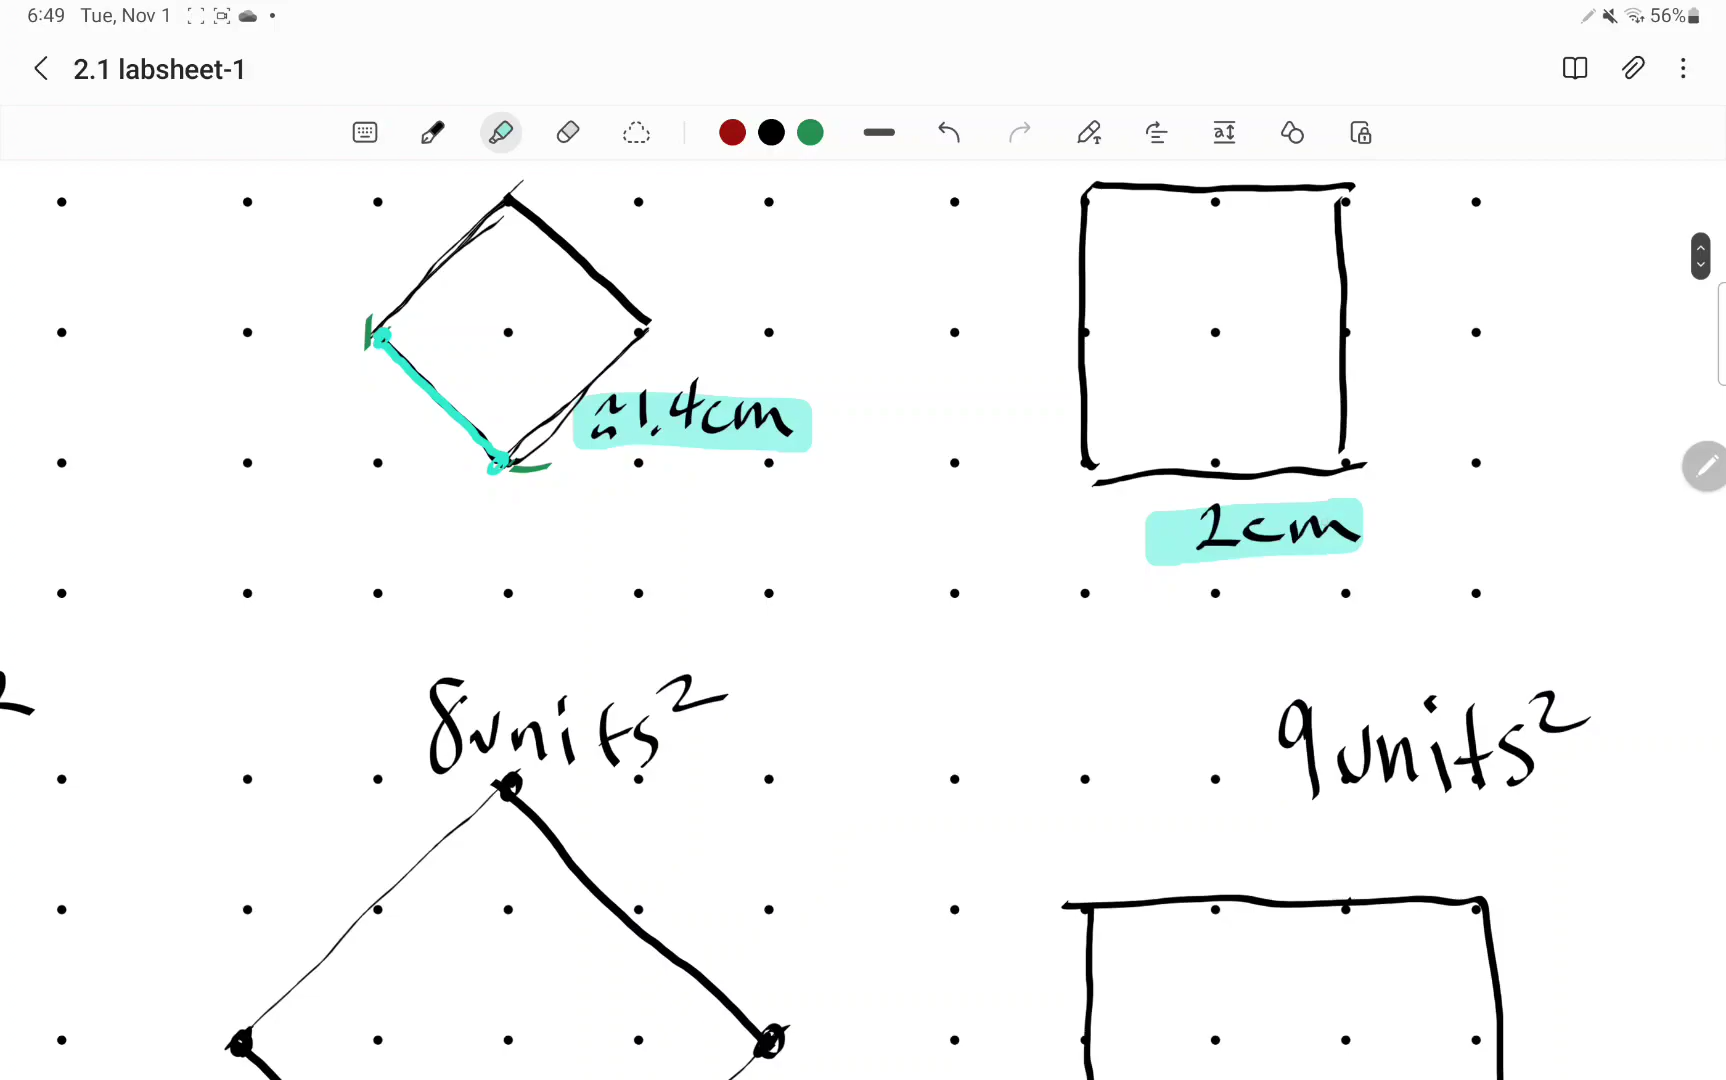 6:49 Tue, Nov 1 56%
2.1 labsheet-1
≈1.4cm
2cm
8units²
9units²